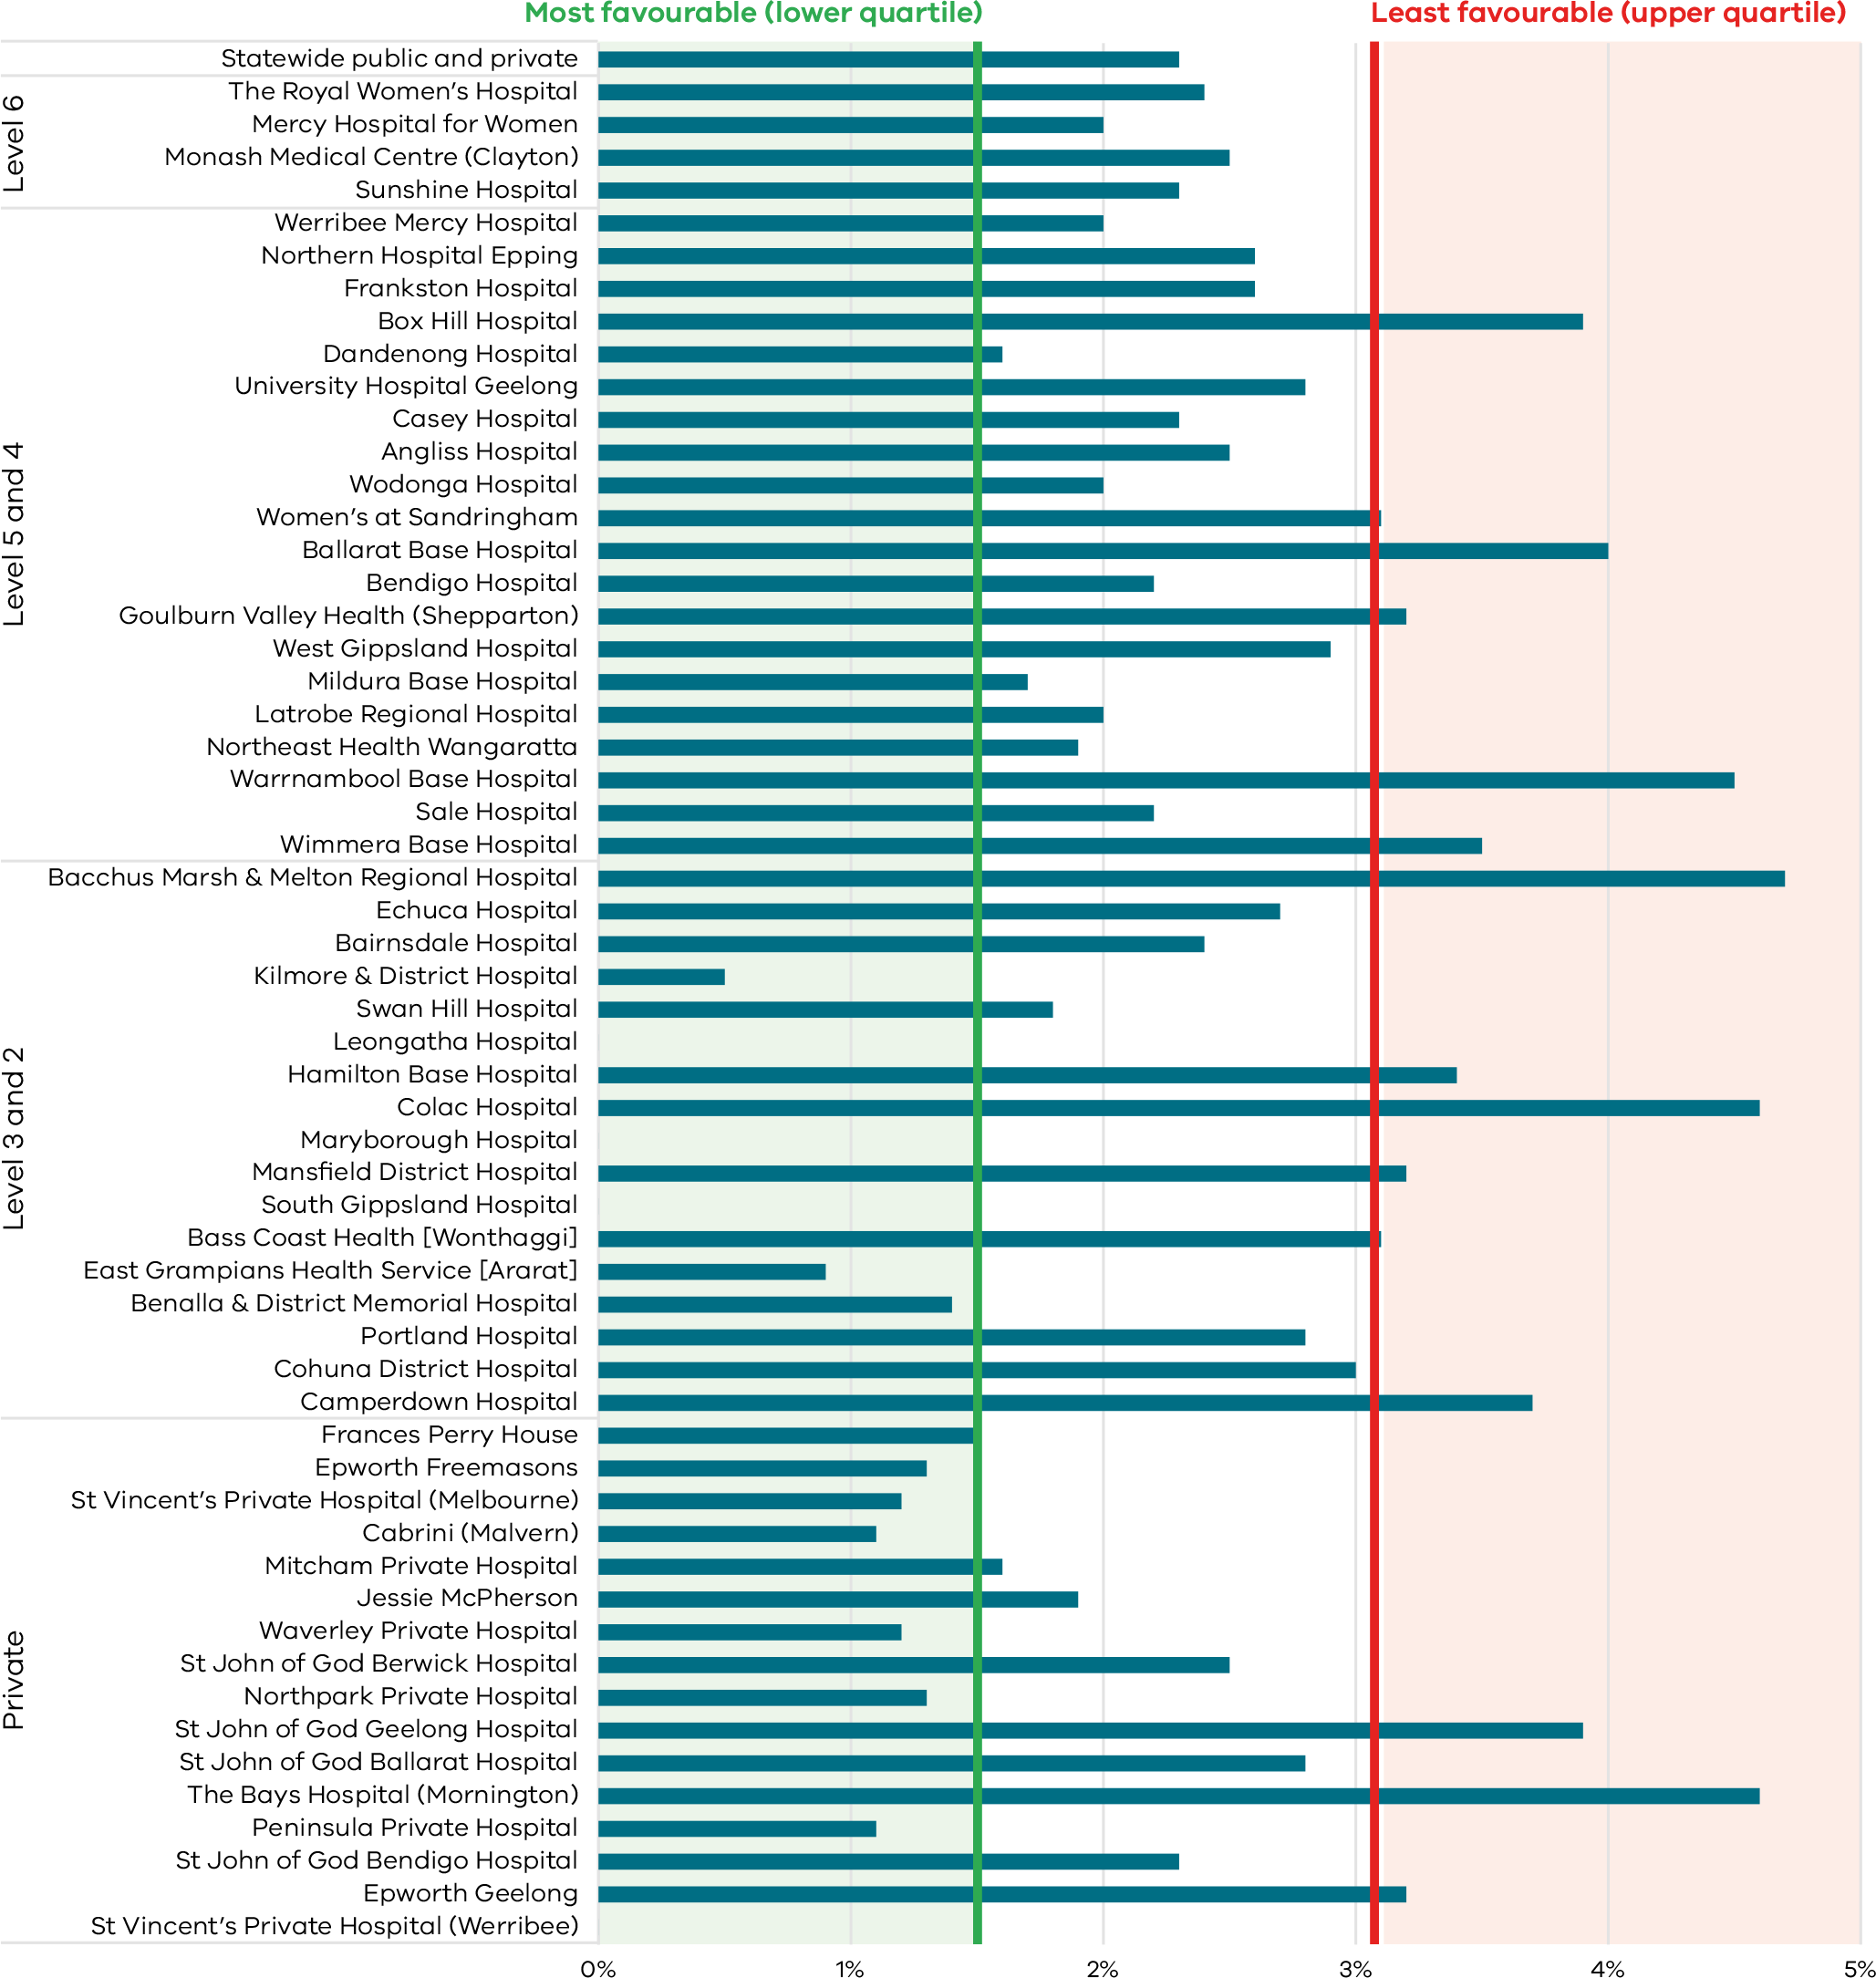 Most favourable (lower quartile)
Least favourable (upper quartile)
Statewide public and private
Level 6
The Royal Women's Hospital
Mercy Hospital for Women
Monash Medical Centre (Clayton)
Sunshine Hospital
Level 5 and 4
Werribee Mercy Hospital
Northern Hospital Epping
Frankston Hospital
Box Hill Hospital
Dandenong Hospital
University Hospital Geelong
Casey Hospital
Angliss Hospital
Wodonga Hospital
Women's at Sandringham
Ballarat Base Hospital
Bendigo Hospital
Goulburn Valley Health (Shepparton)
West Gippsland Hospital
Mildura Base Hospital
Latrobe Regional Hospital
Northeast Health Wangaratta
Warrnambool Base Hospital
Sale Hospital
Wimmera Base Hospital
Level 3 and 2
Bacchus Marsh & Melton Regional Hospital
Echuca Hospital
Bairnsdale Hospital
Kilmore & District Hospital
Swan Hill Hospital
Leongatha Hospital
Hamilton Base Hospital
Colac Hospital
Maryborough Hospital
Mansfield District Hospital
South Gippsland Hospital
Bass Coast Health [Wonthaggi]
East Grampians Health Service [Ararat]
Benalla & District Memorial Hospital
Portland Hospital
Cohuna District Hospital
Camperdown Hospital
Private
Frances Perry House
Epworth Freemasons
St Vincent's Private Hospital (Melbourne)
Cabrini (Malvern)
Mitcham Private Hospital
Jessie McPherson
Waverley Private Hospital
St John of God Berwick Hospital
Northpark Private Hospital
St John of God Geelong Hospital
St John of God Ballarat Hospital
The Bays Hospital (Mornington)
Peninsula Private Hospital
St John of God Bendigo Hospital
Epworth Geelong
St Vincent's Private Hospital (Werribee)
0% 1% 2% 3% 4% 5%